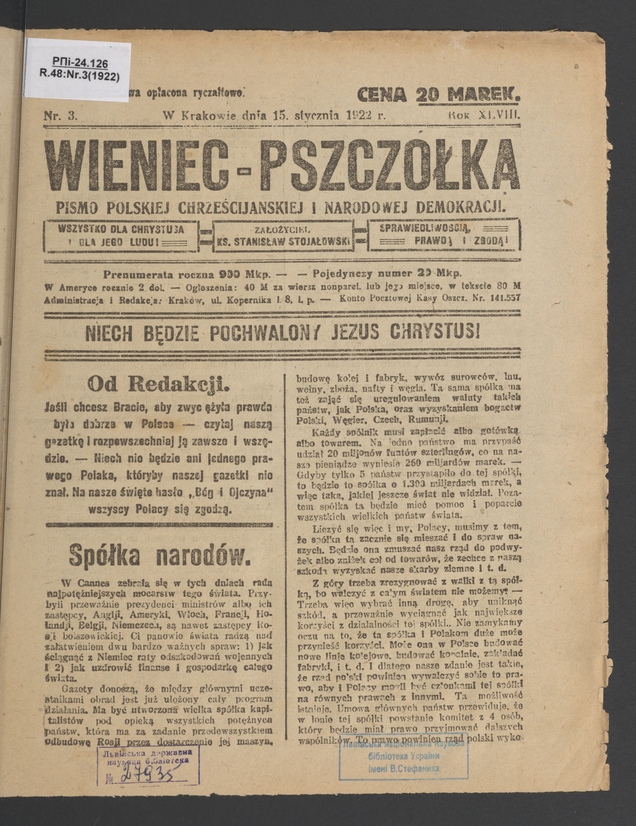 РПі-24.126
R.48:Nr.3(1922)
opłacona ryczałtowo.
CENA 20 MAREK.
Nr. 3.
W Krakowie dnia 15. stycznia 1922 r.
Rok XLVIII.
WIENIEC-PSZCZÓŁKA
PISMO POLSKIEJ CHRZEŚCIJAŃSKIEJ I NARODOWEJ DEMOKRACJI.
WSZYSTKO DLA CHRYSTUSA
I DLA JEGO LUDU!
ZAŁOŻYCIEL
KS. STANISŁAW STOJAŁOWSKI
SPRAWIEDLIWOŚCIĄ,
PRAWDĄ I ZGODĄ!
Prenumerata roczna 900 Mkp. — — Pojedynczy numer 20 Mkp.
W Ameryce rocznie 2 dol. — Ogłoszenia: 40 M za wiersz nonparel. lub jego miejsce, w tekście 80 M
Administracja i Redakcja: Kraków, ul. Kopernika l. 8, I. p. — Konto Pocztowej Kasy Oszcz. Nr. 141.557
NIECH BĘDZIE POCHWALONY JEZUS CHRYSTUS!
Od Redakcji.
Jeśli chcesz Bracie, aby zwyciężyła prawda
było dobrze w Polsce — czytaj naszą
gazetkę i rozpowszechniaj ją zawsze i wszę-
dzie. — Niech nie będzie ani jednego pra-
wego Polaka, któryby naszej gazetki nie
znał. Na nasze święte hasło „Bóg i Ojczyzna"
wszyscy Polacy się zgodzą.
Spółka narodów.
W Cannes zebrała się w tych dniach rada
najpotężniejszych mocarstw tego świata. Przy-
byli przeważnie prezydenci ministrów albo ich
zastępcy, Anglji, Ameryki, Włoch, Francji, Ho-
landji, Belgji, Niemczech, są nawet zastępcy Ro-
sji bolszewickiej. Ci panowie świata radzą nad
załatwieniem dwu bardzo ważnych spraw: 1) jak
ściągnąć z Niemiec raty odszkodowań wojennych
i 2) jak uzdrowić finanse i gospodarkę całego
świata.
Gazety donoszą, że między głównymi ucze-
stnikami obrad jest już ułożony cały program
działania. Ma być utworzona wielka spółka kapi-
talistów pod opieką wszystkich potężnych
państw, która ma za zadanie przedewszystkiem
odbudowę Rosji przez dostarczenie jej maszyn,
budowę kolei i fabryk, wywóz surowców, lnu,
wełny, zboża, nafty i węgla. Ta sama spółka ma
też zająć się uregulowaniem waluty takich
państw, jak Polska, oraz wyzyskaniem bogactw
Polski, Węgier, Czech, Rumunji.
Każdy spólnik musi zapłacić albo gotówką,
albo towarem. Na jedno państwo ma przypaść
udział 20 miljonów funtów szterlingów, co na na-
sze pieniądze wyniesie 260 miljardów marek. —
Gdyby tylko 5 państw przystąpiło do tej spółki,
to będzie to spółka o 1.300 miljardach marek, a
więc taka, jakiej jeszcze świat nie widział. Poza-
tem spółka ta będzie mieć pomoc i poparcie
wszystkich wielkich państw świata.
Liczyć się więc i my, Polacy, musimy z tem,
że spółka ta zacznie się mieszać i do spraw na-
szych. Będzie ona zmuszać nasz rząd do podwy-
żek albo zniżek ceł od towarów, że zechce z naszą
szkodą wyzyskać nasze skarby ziemne i t. d.
Z góry trzeba zrezygnować z walki z tą spół-
ką, bo walczyć z całym światem nie możemy! —
Trzeba więc wybrać inną drogę, aby uniknąć
szkód, a przeważnie wyciągnąć jak największe
korzyści z działalności tej spółki. Nie zamykamy
oczu na to, że ta spółka i Polakom duże może
przynieść korzyści. Może ona w Polsce budować
nowe linje kolejowe, budować kopalnie, zakładać
fabryki, i t. d. I dlatego nasze zdanie jest takie,
że rząd polski powinien wywalczyć sobie to pra-
wo, aby i Polacy mogli być członkami tej spółki
na równych prawach z innymi. Ta możliwość
istnieje. Umowa głównych państw przewiduje, że
w łonie tej spółki powstanie komitet z 4 osób,
który będzie miał prawo przyjmować dalszych
wspólników. To prawo powinien rząd polski wyko-
Львівська державна
наукова бібліотека
№ 27935
Львівська національна наукова
бібліотека України
імені В.Стефаника